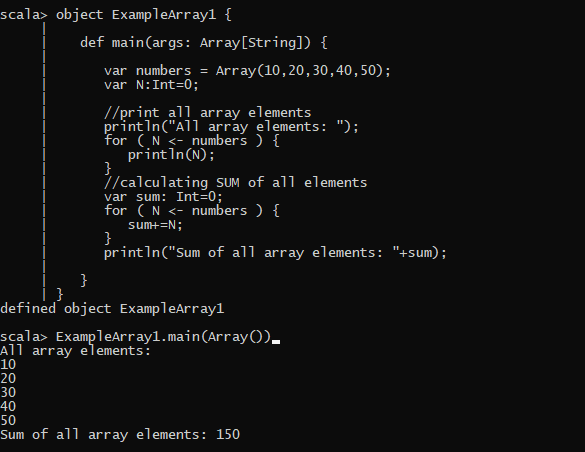 scala> object ExampleArray1 {
     |
     |    def main(args: Array[String]) {
     |
     |       var numbers = Array(10,20,30,40,50);
     |       var N:Int=0;
     |
     |       //print all array elements
     |       println("All array elements: ");
     |       for ( N <- numbers ) {
     |          println(N);
     |       }
     |       //calculating SUM of all elements
     |       var sum: Int=0;
     |       for ( N <- numbers ) {
     |          sum+=N;
     |       }
     |       println("Sum of all array elements: "+sum);
     |
     |    }
     | }
defined object ExampleArray1

scala> ExampleArray1.main(Array())
All array elements:
10
20
30
40
50
Sum of all array elements: 150